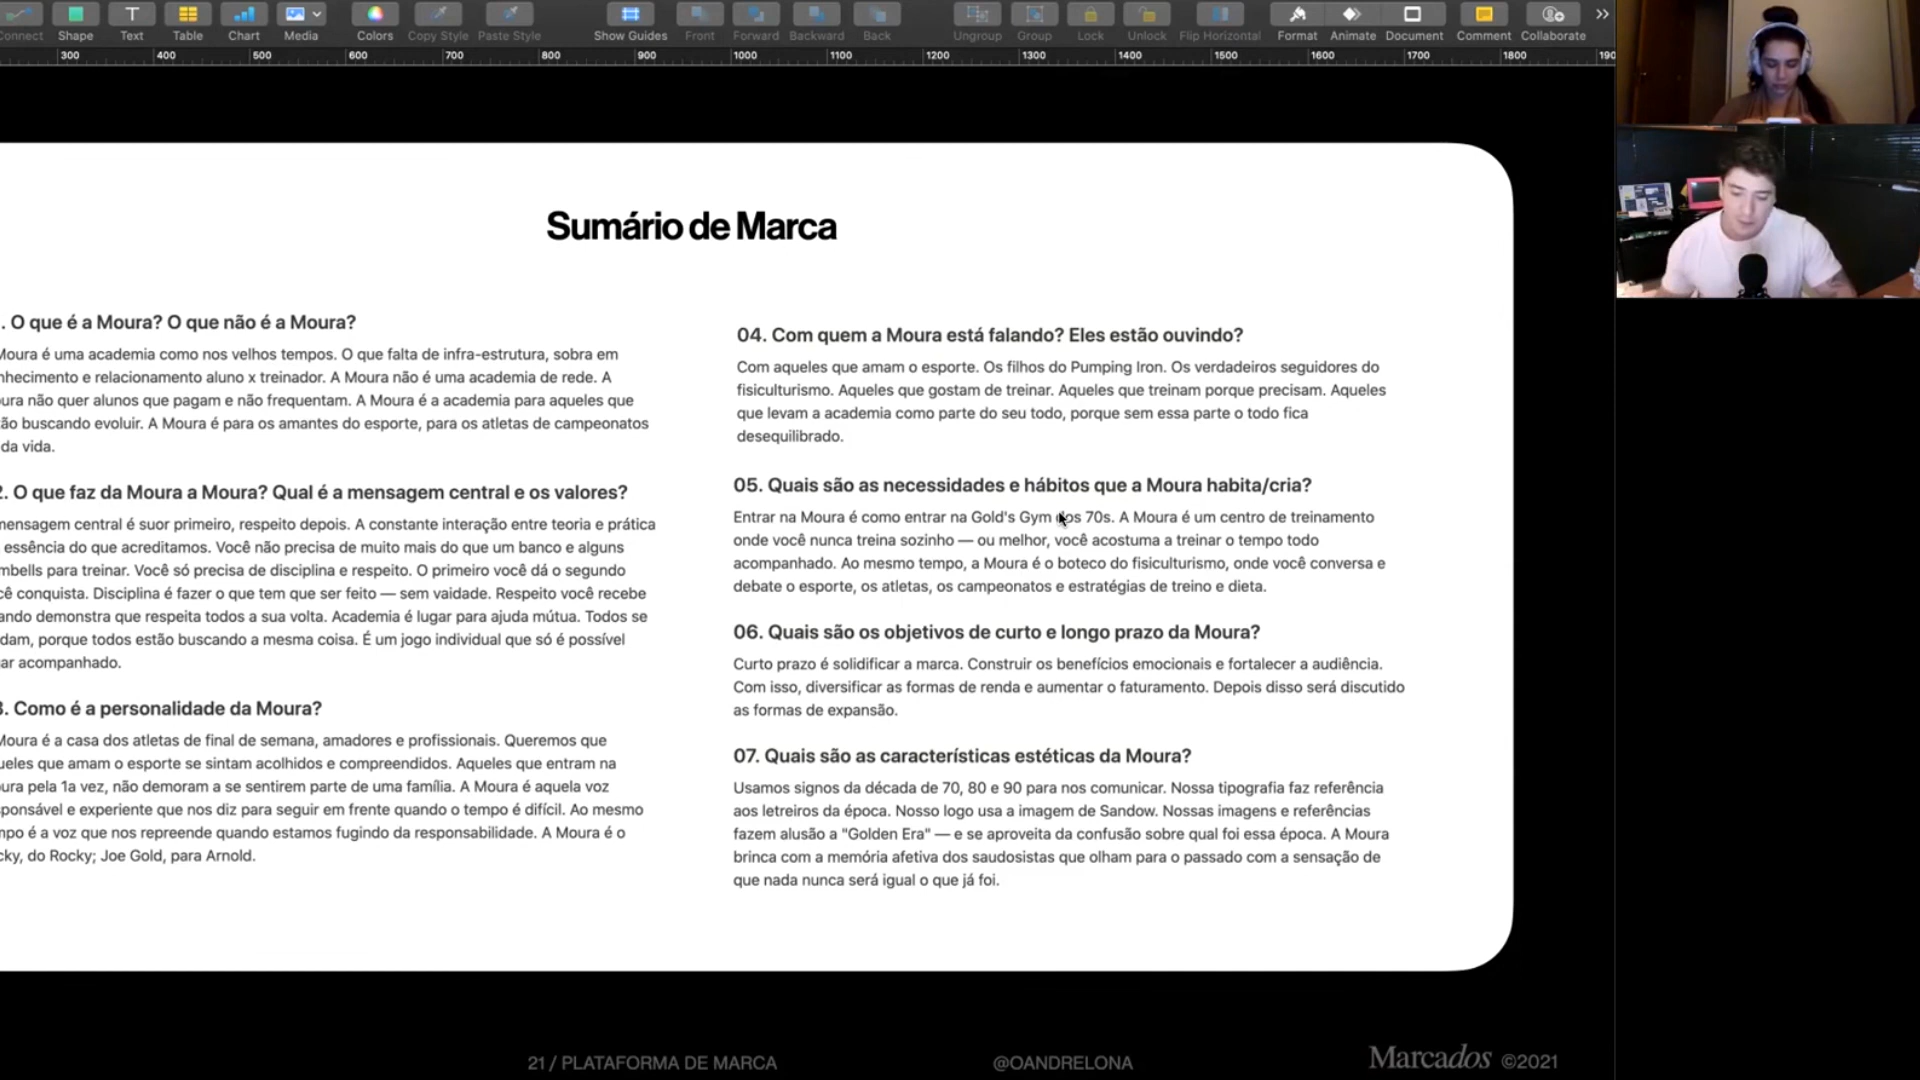 Connect
Shape
Text
Table
Chart
Media
Colors
Copy Style
Paste Style
Show Guides
Front
Forward
Backward
Back
Ungroup
Group
Lock
Unlock
Flip Horizontal
Format
Animate
Document
Comment
Collaborate
300 400 500 600 700 800 900 1000 1100 1200 1300 1400 1500 1600 1700 1800 190
Sumário de Marca
. O que é a Moura? O que não é a Moura?
Moura é uma academia como nos velhos tempos. O que falta de infra-estrutura, sobra em
nhecimento e relacionamento aluno x treinador. A Moura não é uma academia de rede. A
ura não quer alunos que pagam e não frequentam. A Moura é a academia para aqueles que
tão buscando evoluir. A Moura é para os amantes do esporte, para os atletas de campeonatos
da vida.
2. O que faz da Moura a Moura? Qual é a mensagem central e os valores?
mensagem central é suor primeiro, respeito depois. A constante interação entre teoria e prática
essência do que acreditamos. Você não precisa de muito mais do que um banco e alguns
mbells para treinar. Você só precisa de disciplina e respeito. O primeiro você dá o segundo
cê conquista. Disciplina é fazer o que tem que ser feito — sem vaidade. Respeito você recebe
ando demonstra que respeita todos a sua volta. Academia é lugar para ajuda mútua. Todos se
dam, porque todos estão buscando a mesma coisa. É um jogo individual que só é possível
ar acompanhado.
3. Como é a personalidade da Moura?
Moura é a casa dos atletas de final de semana, amadores e profissionais. Queremos que
ueles que amam o esporte se sintam acolhidos e compreendidos. Aqueles que entram na
ura pela 1a vez, não demoram a se sentirem parte de uma família. A Moura é aquela voz
sponsável e experiente que nos diz para seguir em frente quando o tempo é difícil. Ao mesmo
mpo é a voz que nos repreende quando estamos fugindo da responsabilidade. A Moura é o
cky, do Rocky; Joe Gold, para Arnold.
04. Com quem a Moura está falando? Eles estão ouvindo?
Com aqueles que amam o esporte. Os filhos do Pumping Iron. Os verdadeiros seguidores do
fisiculturismo. Aqueles que gostam de treinar. Aqueles que treinam porque precisam. Aqueles
que levam a academia como parte do seu todo, porque sem essa parte o todo fica
desequilibrado.
05. Quais são as necessidades e hábitos que a Moura habita/cria?
Entrar na Moura é como entrar na Gold's Gym dos 70s. A Moura é um centro de treinamento
onde você nunca treina sozinho — ou melhor, você acostuma a treinar o tempo todo
acompanhado. Ao mesmo tempo, a Moura é o boteco do fisiculturismo, onde você conversa e
debate o esporte, os atletas, os campeonatos e estratégias de treino e dieta.
06. Quais são os objetivos de curto e longo prazo da Moura?
Curto prazo é solidificar a marca. Construir os benefícios emocionais e fortalecer a audiência.
Com isso, diversificar as formas de renda e aumentar o faturamento. Depois disso será discutido
as formas de expansão.
07. Quais são as características estéticas da Moura?
Usamos signos da década de 70, 80 e 90 para nos comunicar. Nossa tipografia faz referência
aos letreiros da época. Nosso logo usa a imagem de Sandow. Nossas imagens e referências
fazem alusão a "Golden Era" — e se aproveita da confusão sobre qual foi essa época. A Moura
brinca com a memória afetiva dos saudosistas que olham para o passado com a sensação de
que nada nunca será igual o que já foi.
21 / PLATAFORMA DE MARCA
@OANDRELONA
Marcados ©2021